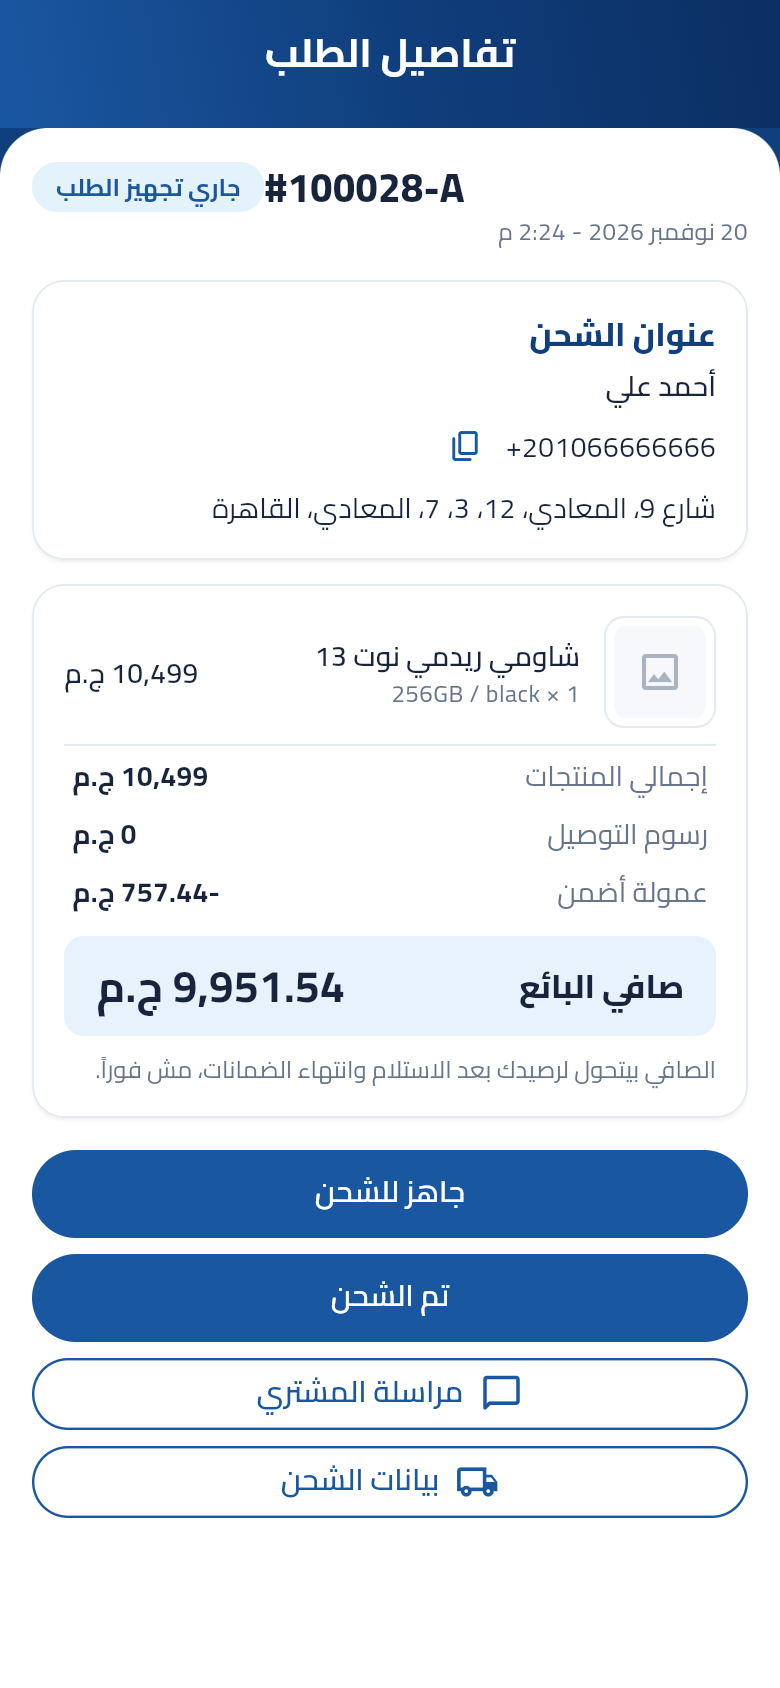 تفاصيل الطلب
#100028-A
جاري تجهيز الطلب
20 نوفمبر 2026 - 2:24 م
عنوان الشحن
أحمد علي
+201066666666
شارع 9، المعادي، 12، 3، 7، المعادي، القاهرة
شاومي ريدمي نوت 13
256GB / black × 1
10,499 ج.م
إجمالي المنتجات 10,499 ج.م
رسوم التوصيل 0 ج.م
عمولة أضمن -757.44 ج.م
صافي البائع 9,951.54 ج.م
الصافي بيتحول لرصيدك بعد الاستلام وانتهاء الضمانات، مش فوراً.
جاهز للشحن
تم الشحن
مراسلة المشتري
بيانات الشحن